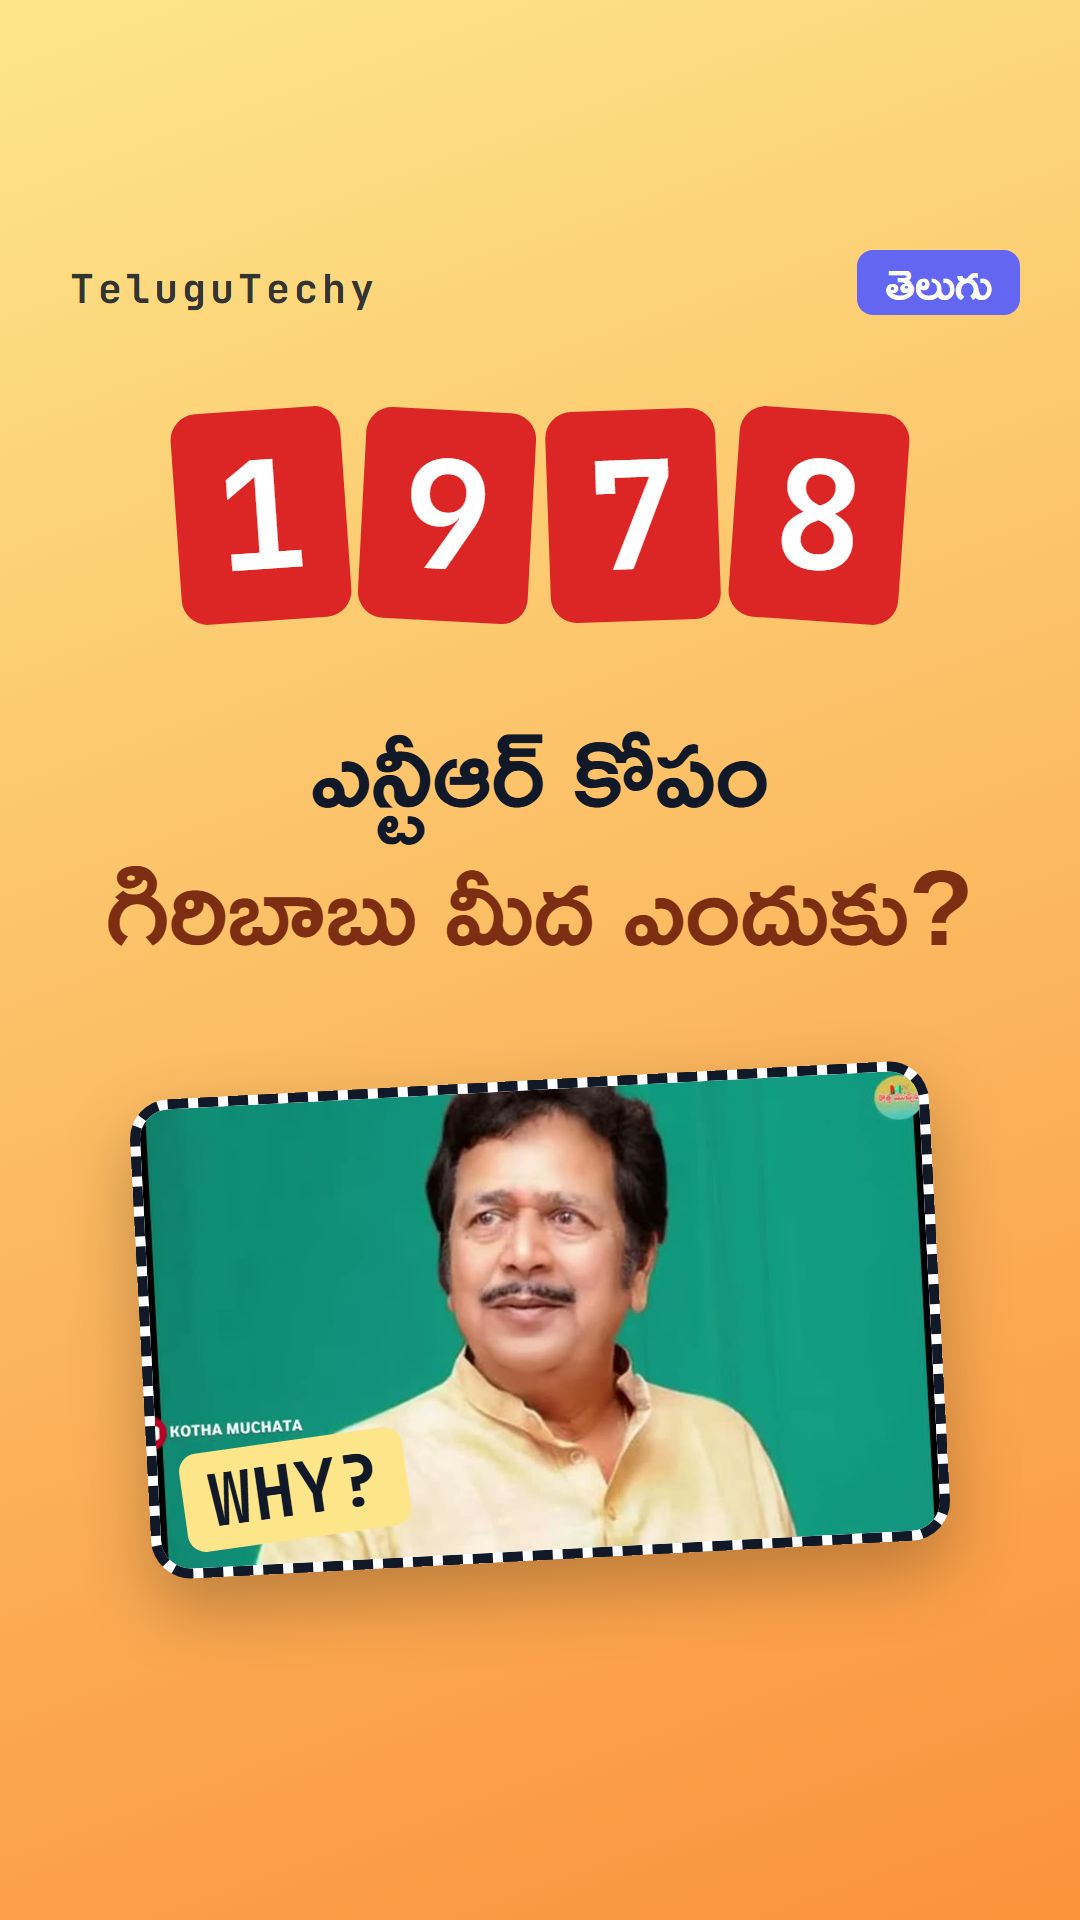 TeluguTechy
తెలుగు
1978
ఎన్టీఆర్ కోపం
గిరిబాబు మీద ఎందుకు?
KOTHA MUCHATA
WHY?